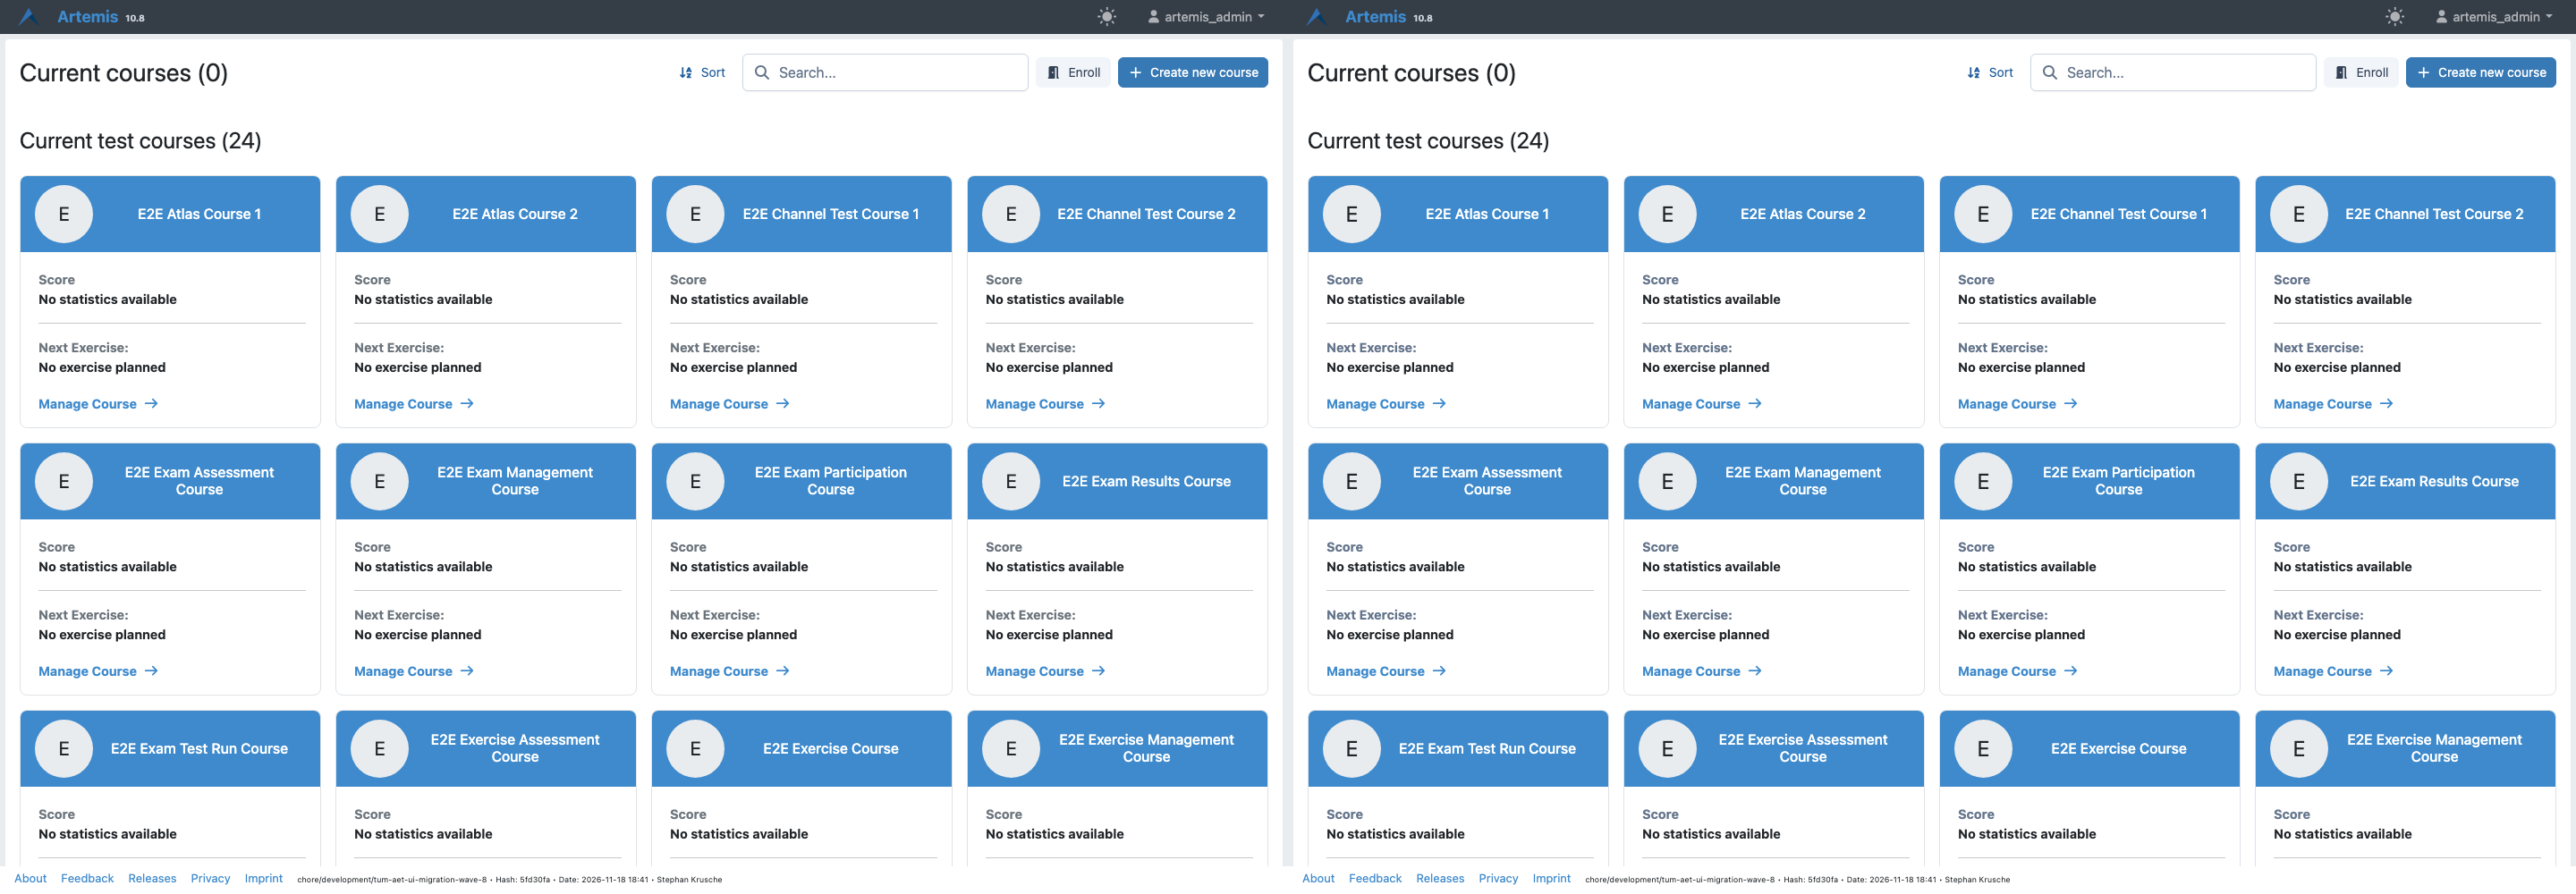 Artemis 10.8
artemis_admin
Current courses (0)
Sort
Search...
Enroll
Create new course
Current test courses (24)
E E2E Atlas Course 1
Score
No statistics available
Next Exercise:
No exercise planned
Manage Course
E E2E Atlas Course 2
Score
No statistics available
Next Exercise:
No exercise planned
Manage Course
E E2E Channel Test Course 1
Score
No statistics available
Next Exercise:
No exercise planned
Manage Course
E E2E Channel Test Course 2
Score
No statistics available
Next Exercise:
No exercise planned
Manage Course
E E2E Exam Assessment
Course
Score
No statistics available
Next Exercise:
No exercise planned
Manage Course
E E2E Exam Management
Course
Score
No statistics available
Next Exercise:
No exercise planned
Manage Course
E E2E Exam Participation
Course
Score
No statistics available
Next Exercise:
No exercise planned
Manage Course
E E2E Exam Results Course
Score
No statistics available
Next Exercise:
No exercise planned
Manage Course
E E2E Exam Test Run Course
Score
No statistics available
E E2E Exercise Assessment
Course
Score
No statistics available
E E2E Exercise Course
Score
No statistics available
E E2E Exercise Management
Course
Score
No statistics available
About Feedback Releases Privacy Imprint chore/development/tum-aet-ui-migration-wave-8 • Hash: 5fd30fa • Date: 2026-11-18 18:41 • Stephan Krusche
Artemis 10.8
artemis_admin
Current courses (0)
Sort
Search...
Enroll
Create new course
Current test courses (24)
E E2E Atlas Course 1
Score
No statistics available
Next Exercise:
No exercise planned
Manage Course
E E2E Atlas Course 2
Score
No statistics available
Next Exercise:
No exercise planned
Manage Course
E E2E Channel Test Course 1
Score
No statistics available
Next Exercise:
No exercise planned
Manage Course
E E2E Channel Test Course 2
Score
No statistics available
Next Exercise:
No exercise planned
Manage Course
E E2E Exam Assessment
Course
Score
No statistics available
Next Exercise:
No exercise planned
Manage Course
E E2E Exam Management
Course
Score
No statistics available
Next Exercise:
No exercise planned
Manage Course
E E2E Exam Participation
Course
Score
No statistics available
Next Exercise:
No exercise planned
Manage Course
E E2E Exam Results Course
Score
No statistics available
Next Exercise:
No exercise planned
Manage Course
E E2E Exam Test Run Course
Score
No statistics available
E E2E Exercise Assessment
Course
Score
No statistics available
E E2E Exercise Course
Score
No statistics available
E E2E Exercise Management
Course
Score
No statistics available
About Feedback Releases Privacy Imprint chore/development/tum-aet-ui-migration-wave-8 • Hash: 5fd30fa • Date: 2026-11-18 18:41 • Stephan Krusche